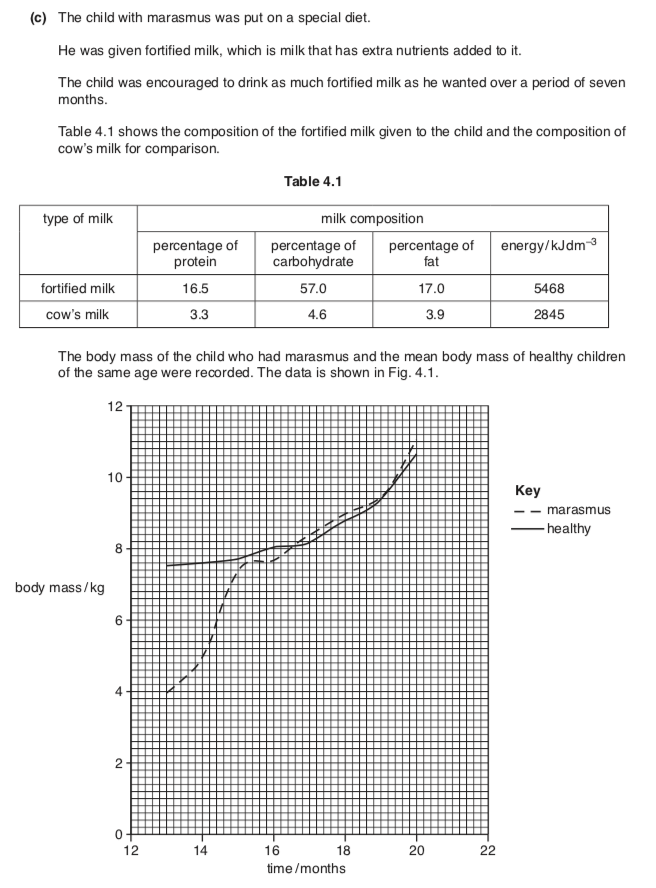 (c) The child with marasmus was put on a special diet.
He was given fortified milk, which is milk that has extra nutrients added to it.
The child was encouraged to drink as much fortified milk as he wanted over a period of seven
months.
Table 4.1 shows the composition of the fortified milk given to the child and the composition of
cow's milk for comparison.
Table 4.1
type of milk
milk composition
percentage of
protein
percentage of
carbohydrate
percentage of
fat
energy/kJdm⁻³
fortified milk 16.5 57.0 17.0 5468
cow's milk 3.3 4.6 3.9 2845
The body mass of the child who had marasmus and the mean body mass of healthy children
of the same age were recorded. The data is shown in Fig. 4.1.
12
10
8
6
4
2
0
body mass/kg
12 14 16 18 20 22
time/months
Key
marasmus
healthy